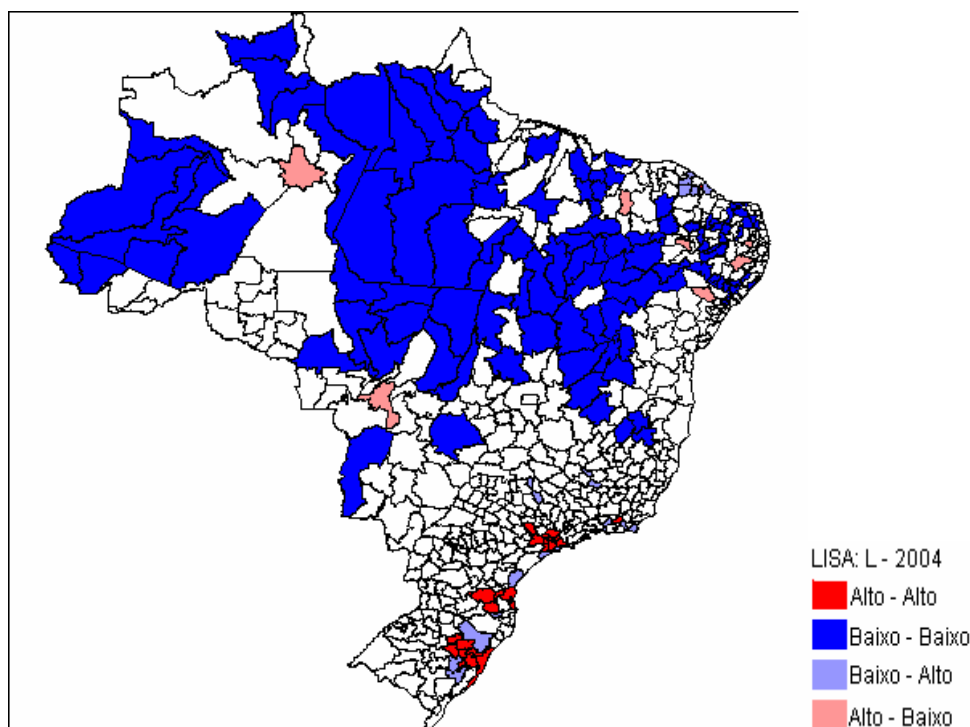 LISA: L - 2004
Alto - Alto
Baixo - Baixo
Baixo - Alto
Alto - Baixo